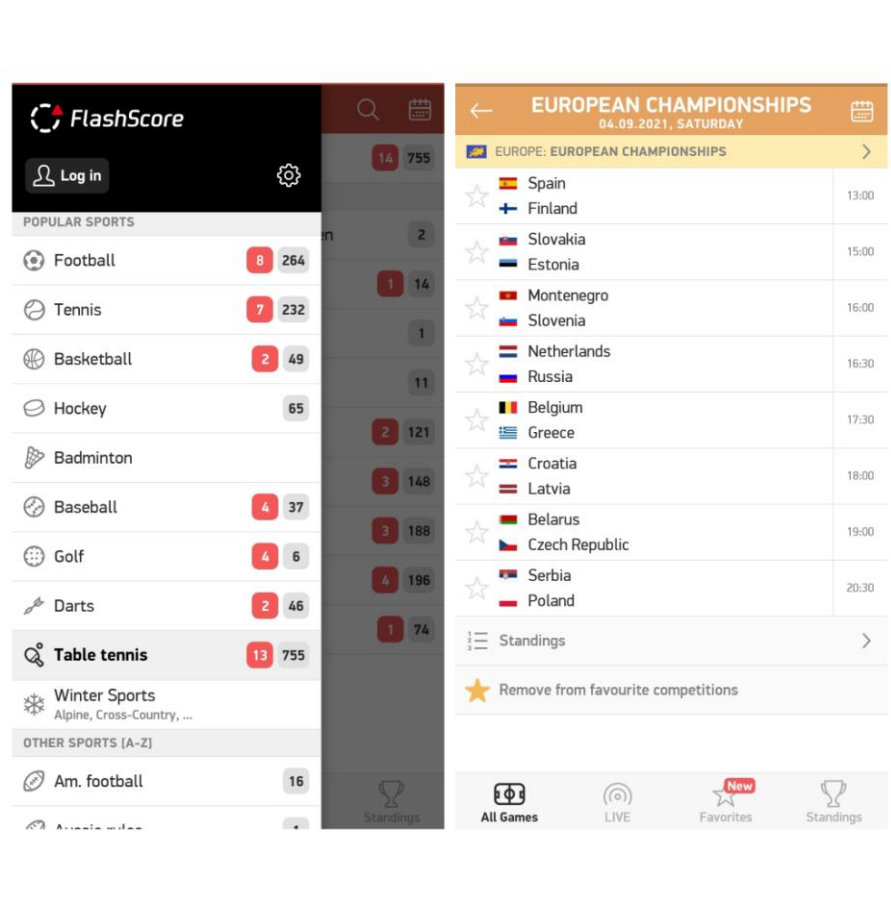 FlashScore
Log in
POPULAR SPORTS
Football 8 264
Tennis 7 232
Basketball 2 49
Hockey 65
Badminton
Baseball 4 37
Golf 4 6
Darts 2 46
Table tennis 13 755
Winter Sports
Alpine, Cross-Country, ...
OTHER SPORTS [A-Z]
Am. football 16
14 755
en 2
1 14
1
11
2 121
3 148
3 188
4 196
1 74
Standings
EUROPEAN CHAMPIONSHIPS
04.09.2021, SATURDAY
EUROPE: EUROPEAN CHAMPIONSHIPS
Spain
Finland
13:00
Slovakia
Estonia
15:00
Montenegro
Slovenia
16:00
Netherlands
Russia
16:30
Belgium
Greece
17:30
Croatia
Latvia
18:00
Belarus
Czech Republic
19:00
Serbia
Poland
20:30
1
2
3
Standings
Remove from favourite competitions
New
All Games LIVE Favorites Standings